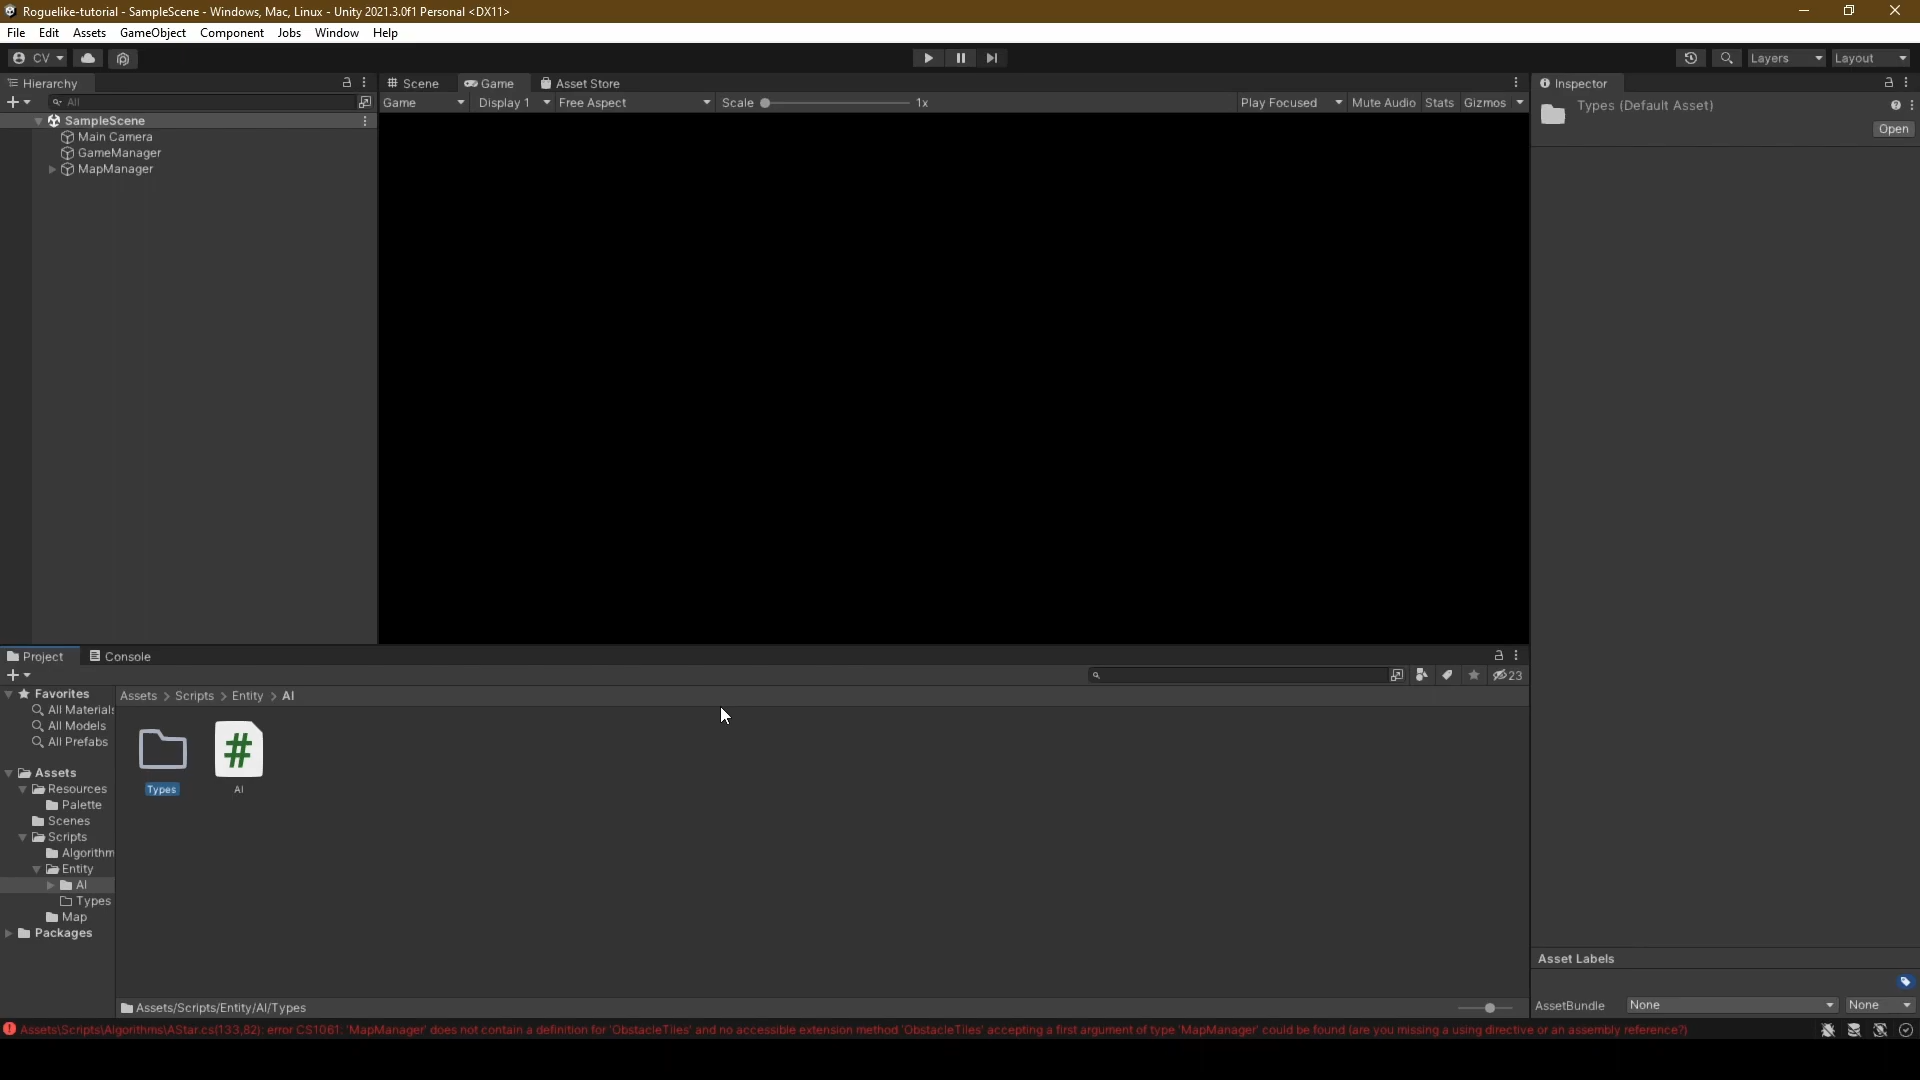 Roguelike-tutorial - SampleScene - Windows, Mac, Linux - Unity 2021.3.0f1 Personal <DX11>
File Edit Assets GameObject Component Jobs Window Help
CV Layers Layout
Hierarchy Scene Game Asset Store Inspector
All Game Display 1 Free Aspect Scale 1x Play Focused Mute Audio Stats Gizmos Types (Default Asset)
Open
SampleScene
Main Camera
GameManager
MapManager
Project Console
23
Favorites
All Materials
All Models
All Prefabs
Assets
Resources
Palette
Scenes
Scripts
Algorithm
Entity
AI
Types
Map
Packages
Assets > Scripts > Entity > AI
#
Types AI
Assets/Scripts/Entity/AI/Types
Asset Labels
AssetBundle None None
Assets\Scripts\Algorithms\AStar.cs(133,82): error CS1061: 'MapManager' does not contain a definition for 'ObstacleTiles' and no accessible extension method 'ObstacleTiles' accepting a first argument of type 'MapManager' could be found (are you missing a using directive or an assembly reference?)